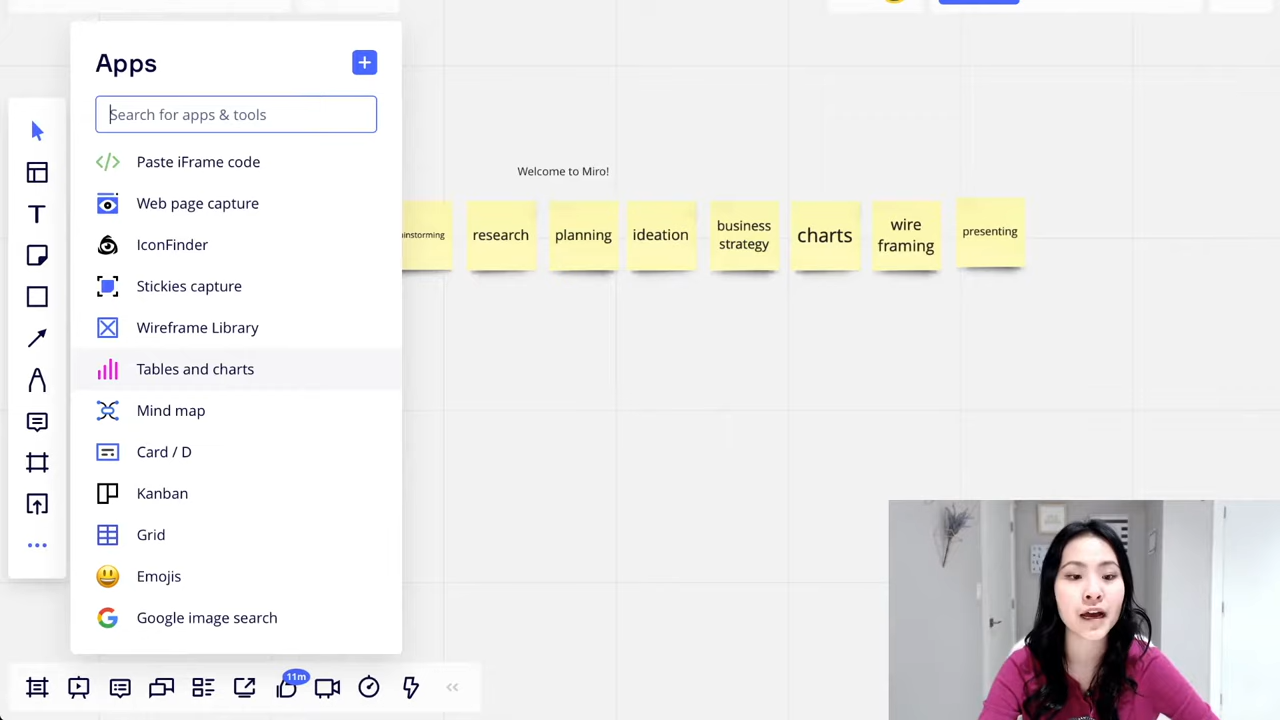 Apps
Search for apps & tools
Paste iFrame code
Web page capture
IconFinder
Stickies capture
Wireframe Library
Tables and charts
Mind map
Card / D
Kanban
Grid
Emojis
Google image search
Welcome to Miro!
research
planning
ideation
business
strategy
charts
wire
framing
presenting
11m